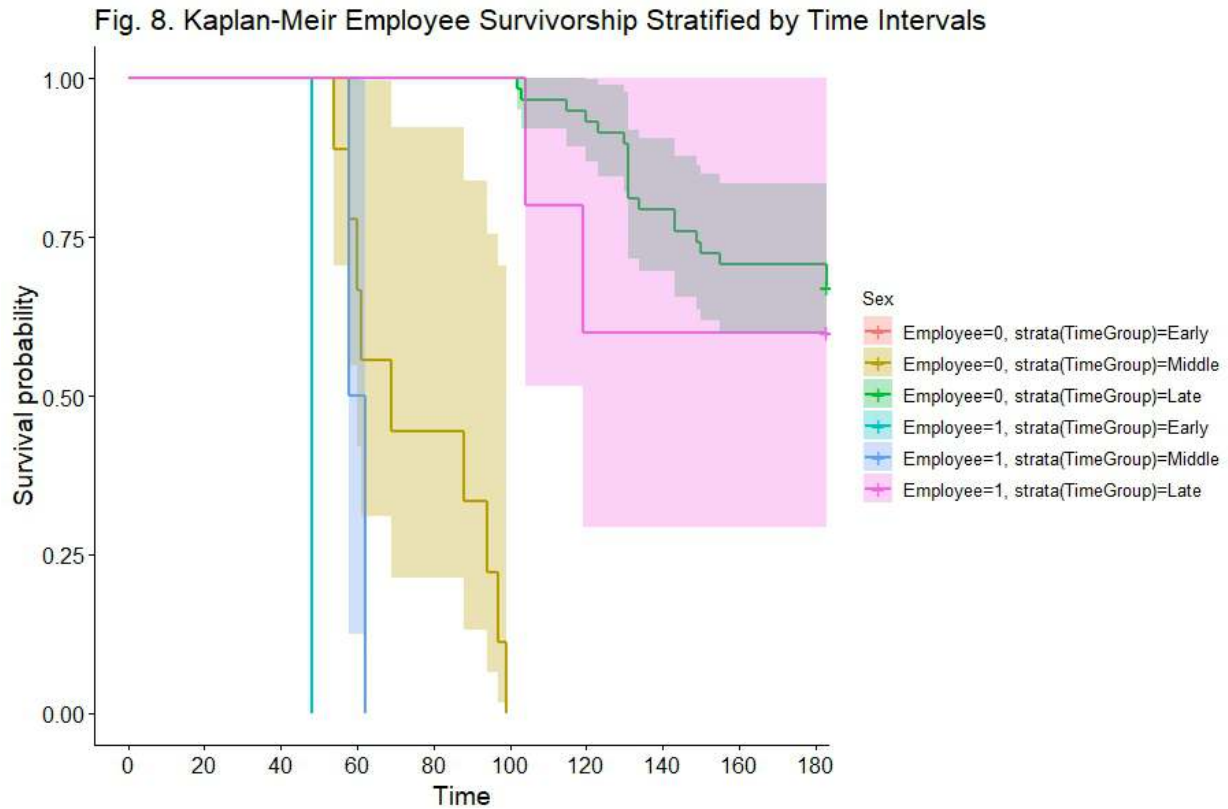 Fig. 8. Kaplan-Meir Employee Survivorship Stratified by Time Intervals
1.00
0.75
0.50
0.25
0.00
Survival probability
0 20 40 60 80 100 120 140 160 180
Time
Sex
Employee=0, strata(TimeGroup)=Early
Employee=0, strata(TimeGroup)=Middle
Employee=0, strata(TimeGroup)=Late
Employee=1, strata(TimeGroup)=Early
Employee=1, strata(TimeGroup)=Middle
Employee=1, strata(TimeGroup)=Late